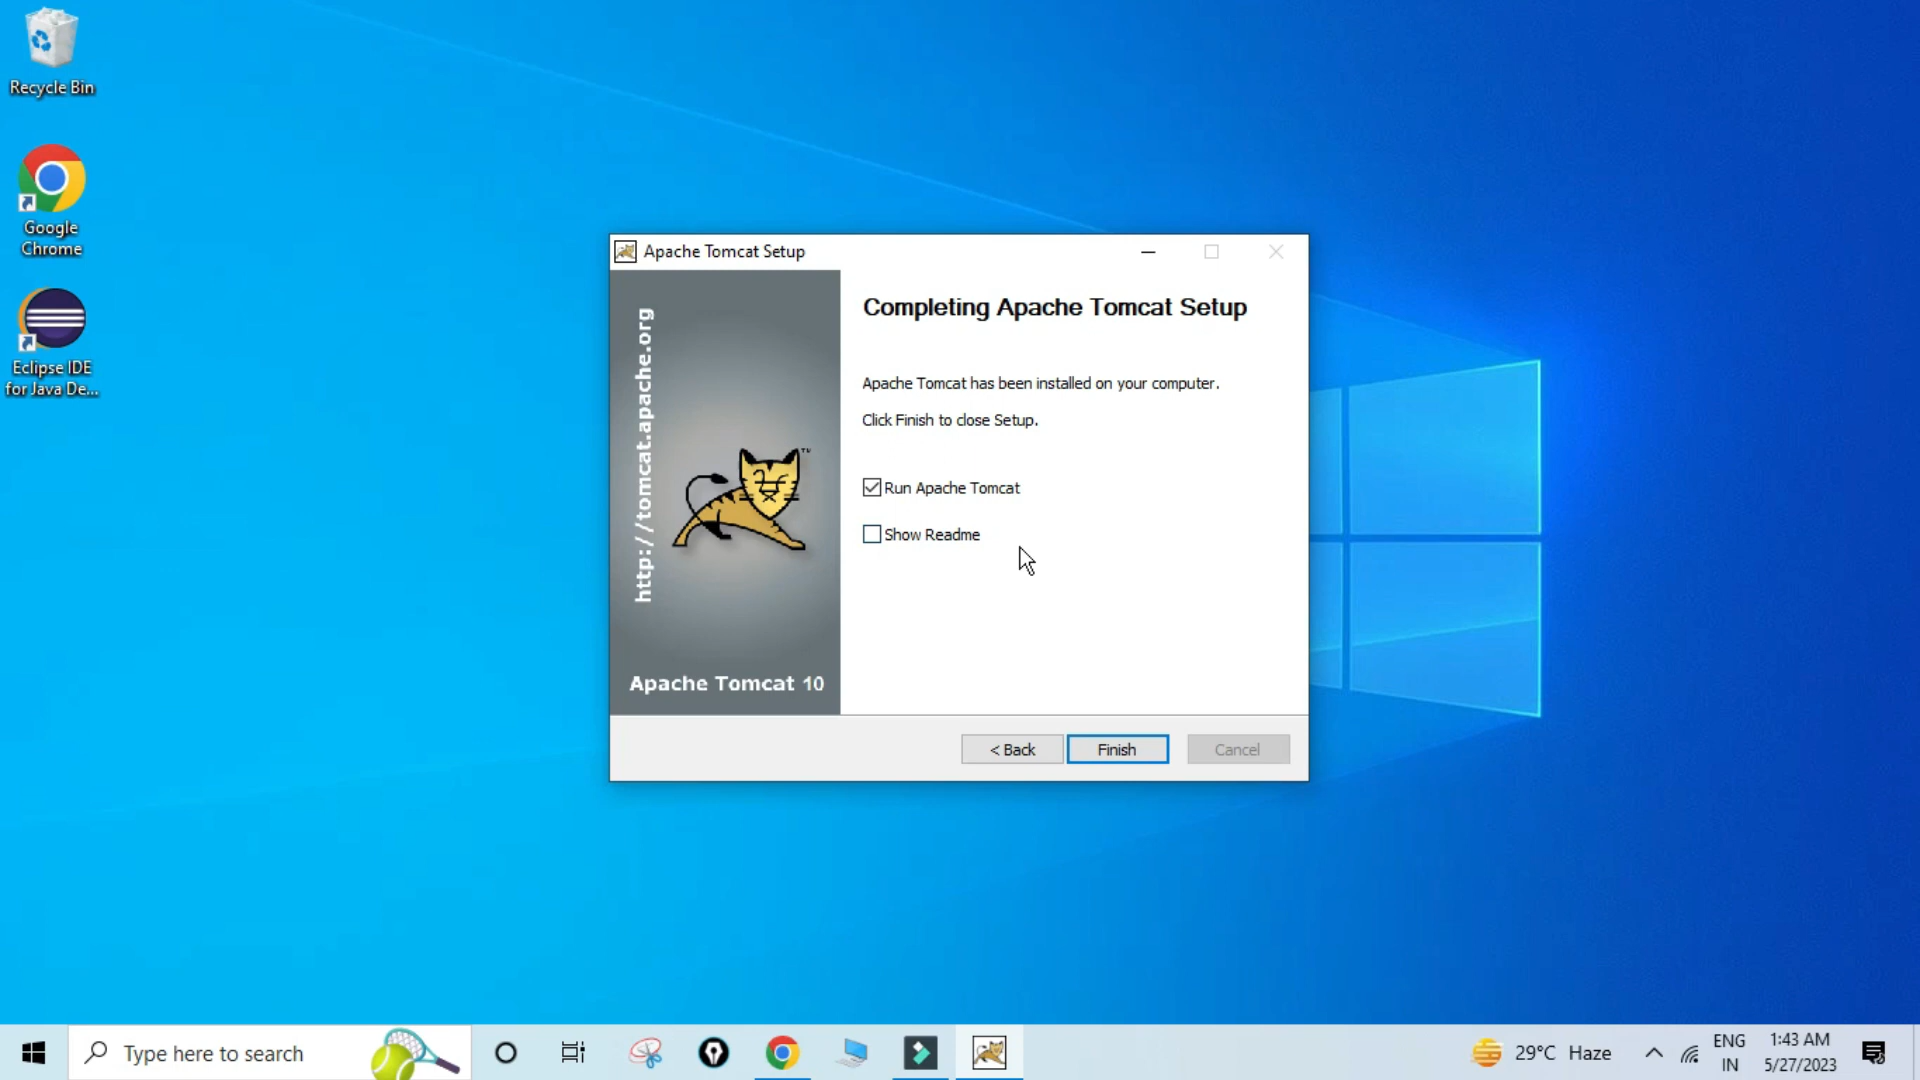 Recycle Bin
Google
Chrome
Eclipse IDE
for Java De...
Apache Tomcat Setup
http://tomcat.apache.org
TM
Apache Tomcat 10
Completing Apache Tomcat Setup
Apache Tomcat has been installed on your computer.
Click Finish to close Setup.
Run Apache Tomcat
Show Readme
< Back
Finish
Cancel
Type here to search
29°C Haze
ENG
IN
1:43 AM
5/27/2023